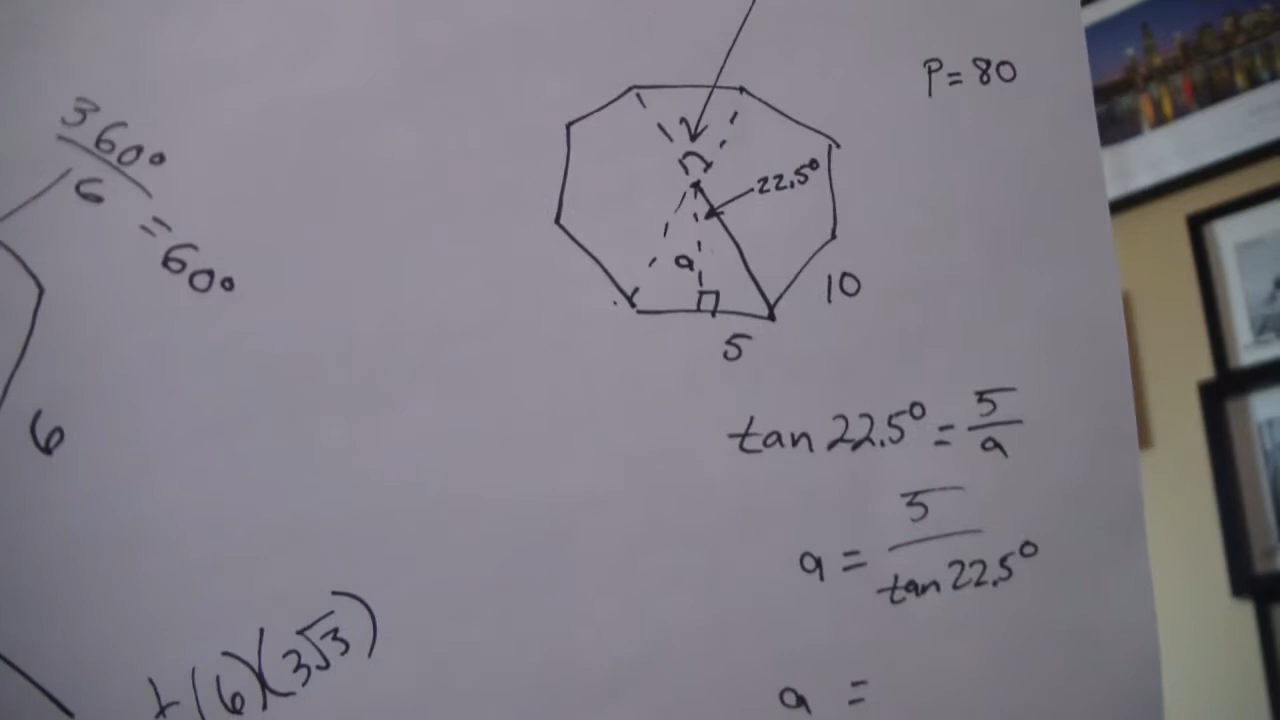 360°
6
= 60°
6
(6)(3√3)
P = 80
22.5°
a
10
5
tan 22.5° = 5/a
a = 5/tan 22.5°
a =